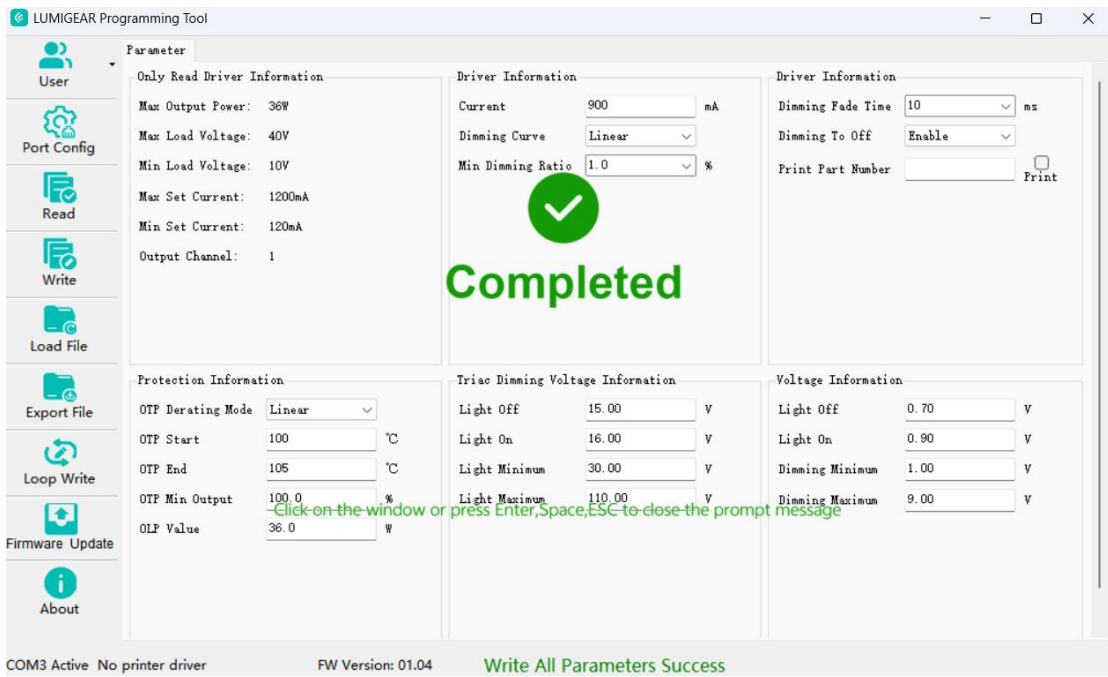 LUMIGEAR Programming Tool
User
Port Config
Read
Write
Load File
Export File
Loop Write
Firmware Update
About
Parameter
Only Read Driver Information
Max Output Power: 36W
Max Load Voltage: 40V
Min Load Voltage: 10V
Max Set Current: 1200mA
Min Set Current: 120mA
Output Channel: 1
Driver Information
Current 900 mA
Dimming Curve Linear
Min Dimming Ratio 1.0 %
Driver Information
Dimming Fade Time 10 ms
Dimming To Off Enable
Print Part Number Print
Completed
Protection Information
OTP Derating Mode Linear
OTP Start 100 ℃
OTP End 105 ℃
OTP Min Output 100.0 %
OLP Value 36.0 W
Triac Dimming Voltage Information
Light Off 15.00 V
Light On 16.00 V
Light Minimum 30.00 V
Light Maximum 110.00 V
Voltage Information
Light Off 0.70 V
Light On 0.90 V
Dimming Minimum 1.00 V
Dimming Maximum 9.00 V
Click on the window or press Enter,Space,ESC to close the prompt message
COM3 Active No printer driver FW Version: 01.04 Write All Parameters Success